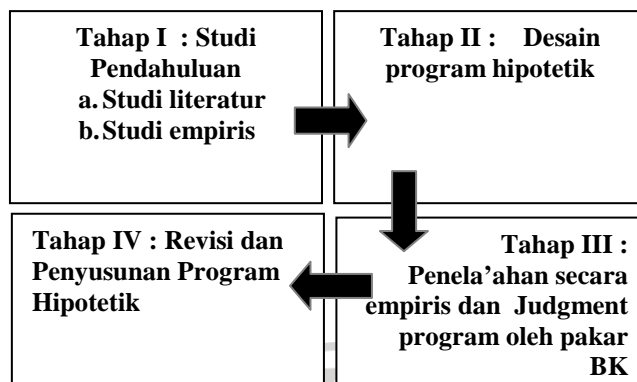 Tahap I : Studi
Pendahuluan
a. Studi literatur
b. Studi empiris
Tahap II : Desain
program hipotetik
Tahap III :
Penela’ahan secara
empiris dan Judgment
program oleh pakar
BK
Tahap IV : Revisi dan
Penyusunan Program
Hipotetik